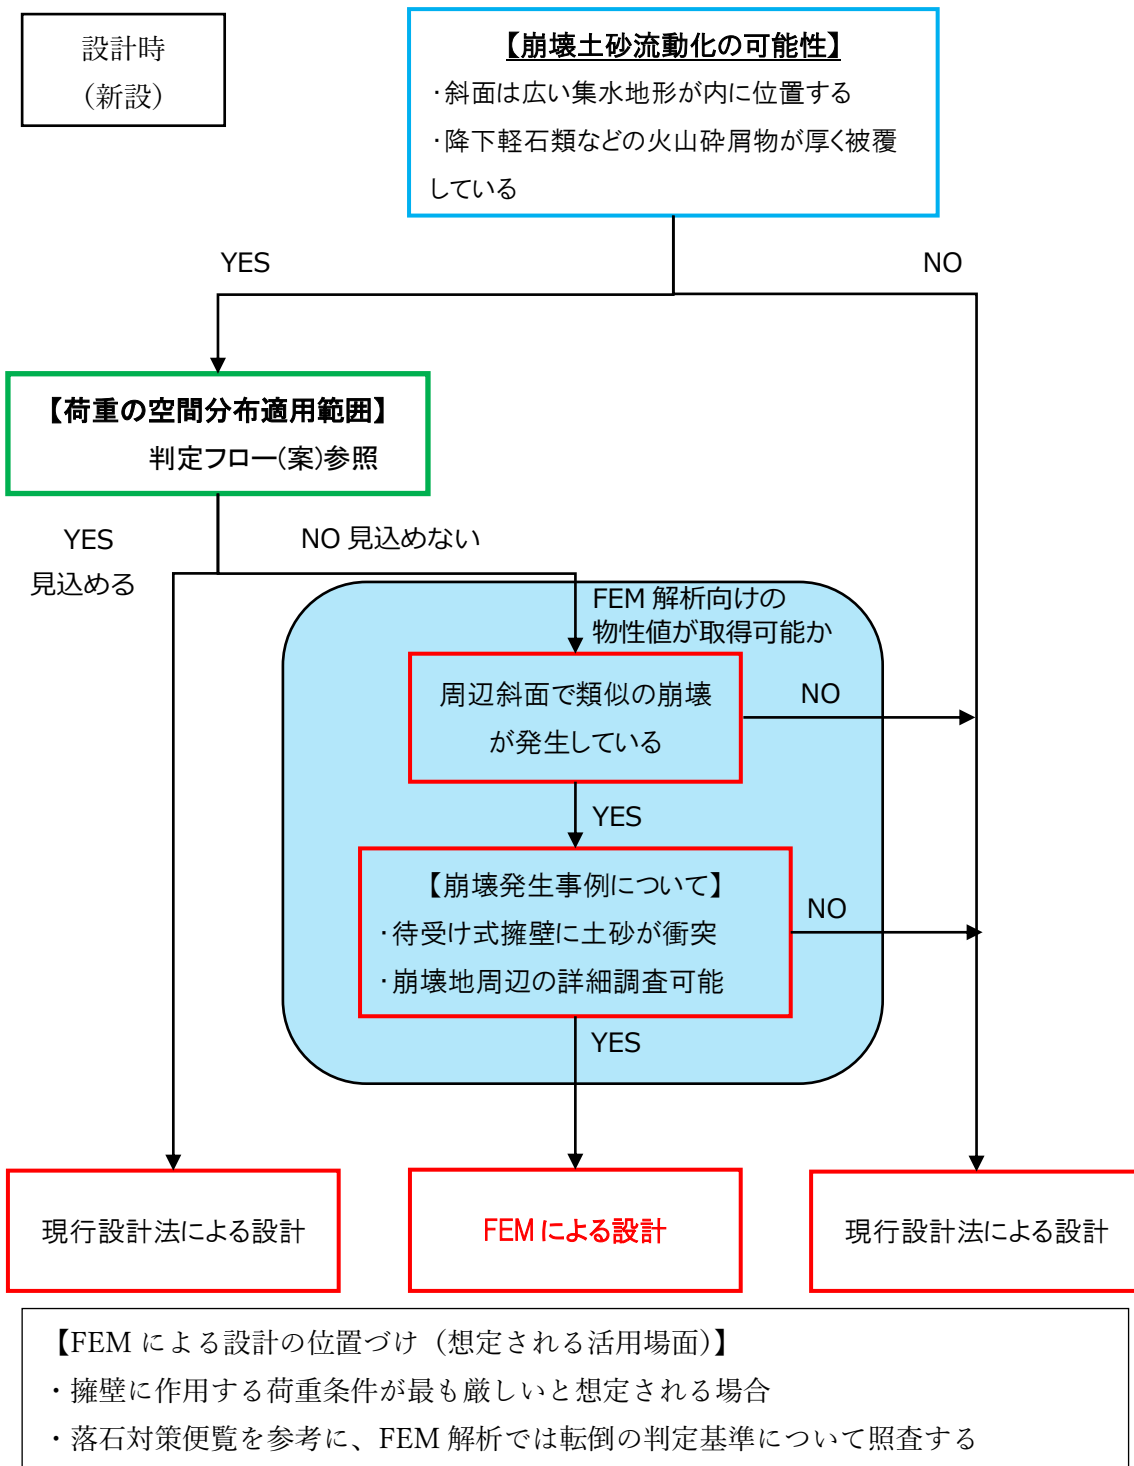 設計時
（新設）
【崩壊土砂流動化の可能性】
・斜面は広い集水地形が内に位置する
・降下軽石類などの火山砕屑物が厚く被覆
している
YES
NO
【荷重の空間分布適用範囲】
判定フロー(案)参照
YES
見込める
NO 見込めない
FEM 解析向けの
物性値が取得可能か
周辺斜面で類似の崩壊
が発生している
NO
YES
【崩壊発生事例について】
・待受け式擁壁に土砂が衝突
・崩壊地周辺の詳細調査可能
NO
YES
現行設計法による設計
FEM による設計
現行設計法による設計
【FEM による設計の位置づけ（想定される活用場面）】
・擁壁に作用する荷重条件が最も厳しいと想定される場合
・落石対策便覧を参考に、FEM 解析では転倒の判定基準について照査する